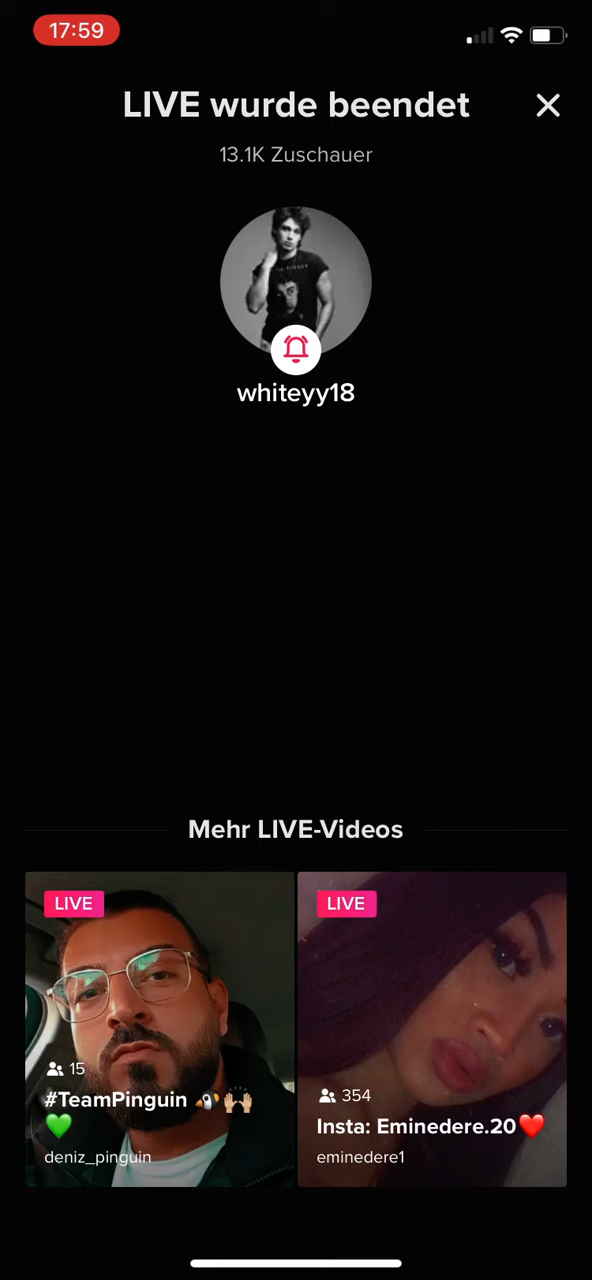 17:59
LIVE wurde beendet
13.1K Zuschauer
whiteyy18
Mehr LIVE-Videos
LIVE
15
#TeamPinguin 🐧🙌🏼
💚
deniz_pinguin
LIVE
354
Insta: Eminedere.20❤️
eminedere1